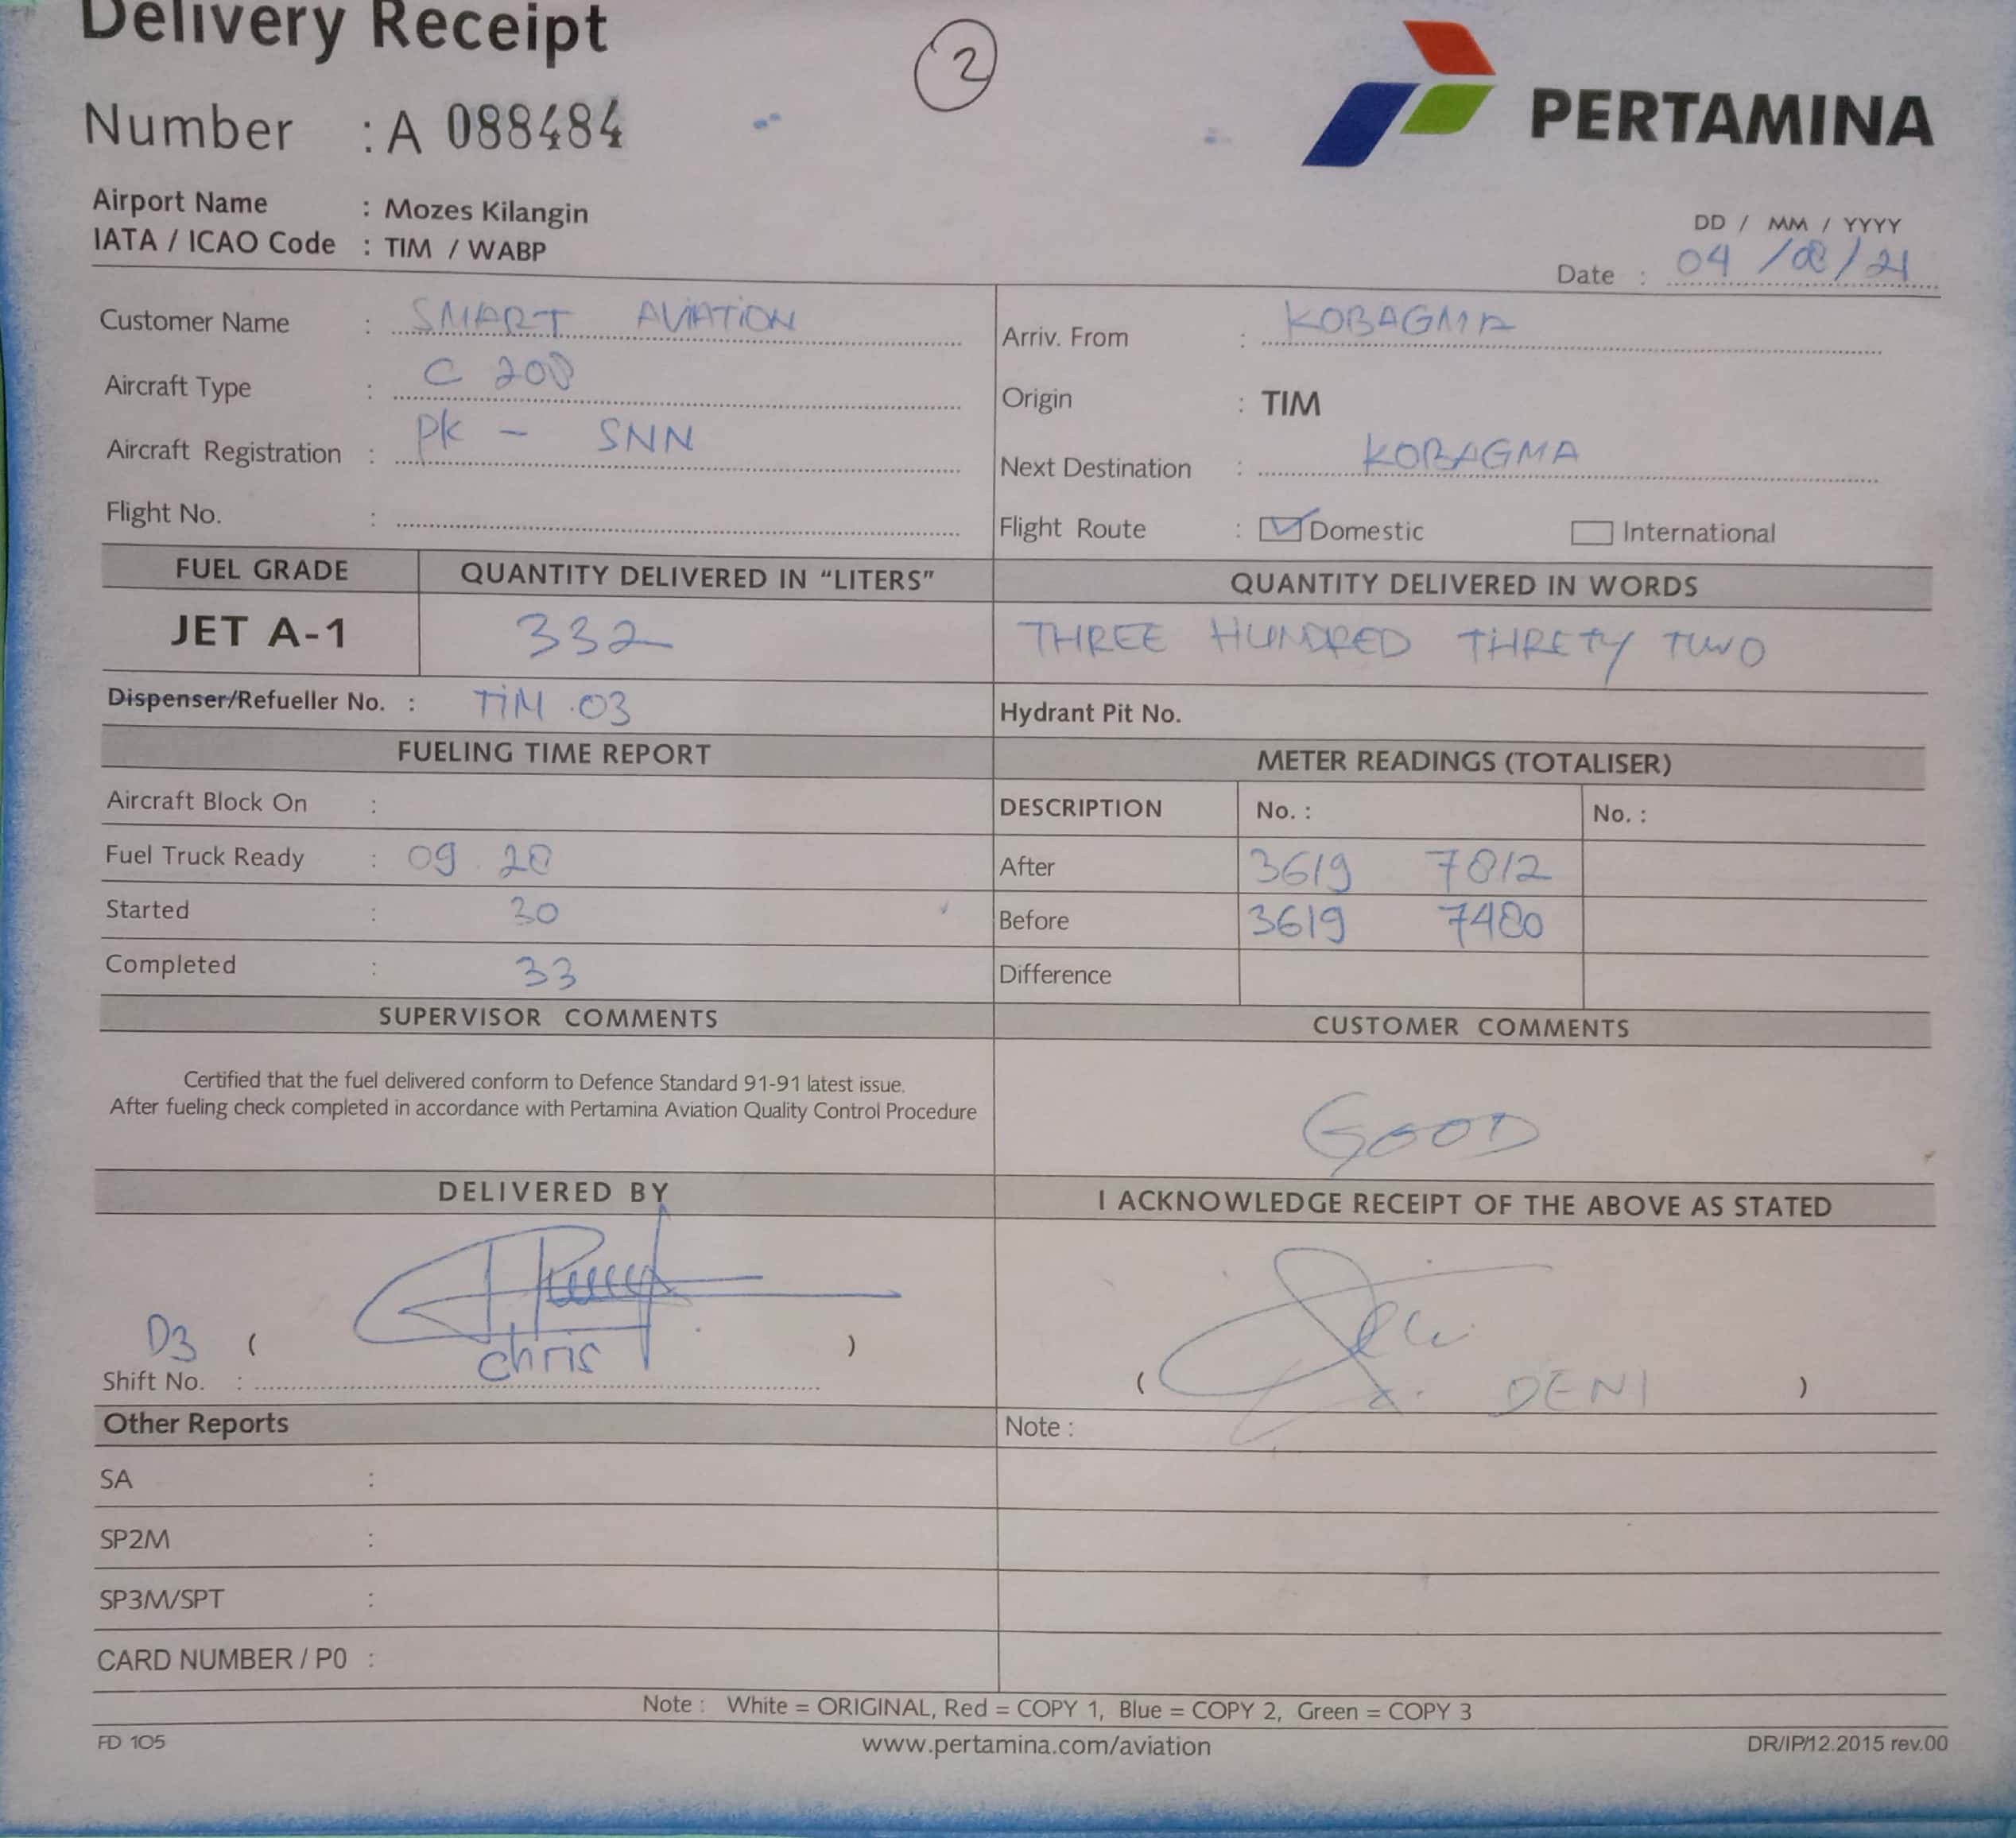 Delivery Receipt
2
Number : A 088484
PERTAMINA
Airport Name : Mozes Kilangin
IATA / ICAO Code : TIM / WABP
DD / MM / YYYY
Date : 04 /08/21
Customer Name : SMART AVIATION
Arriv. From : KOBAGMA
Aircraft Type : C 208
Origin : TIM
Aircraft Registration : PK - SNN
Next Destination : KOBAGMA
Flight No. :
Flight Route : Domestic International
FUEL GRADE QUANTITY DELIVERED IN “LITERS” QUANTITY DELIVERED IN WORDS
JET A-1 332 THREE HUNDRED THRETY TWO
Dispenser/Refueller No. : TIM .03
Hydrant Pit No.
FUELING TIME REPORT METER READINGS (TOTALISER)
Aircraft Block On :
DESCRIPTION No. : No. :
Fuel Truck Ready : 09 . 20
After 3619 7812
Started : 30
Before 3619 7480
Completed : 33
Difference
SUPERVISOR COMMENTS CUSTOMER COMMENTS
Certified that the fuel delivered conform to Defence Standard 91-91 latest issue.
After fueling check completed in accordance with Pertamina Aviation Quality Control Procedure
GOOD
DELIVERED BY I ACKNOWLEDGE RECEIPT OF THE ABOVE AS STATED
D3 ( chris )
Shift No. :
( DENI )
Other Reports Note :
SA :
SP2M :
SP3M/SPT :
CARD NUMBER / P0 :
Note : White = ORIGINAL, Red = COPY 1, Blue = COPY 2, Green = COPY 3
FD 105 www.pertamina.com/aviation DR/IP/12.2015 rev.00